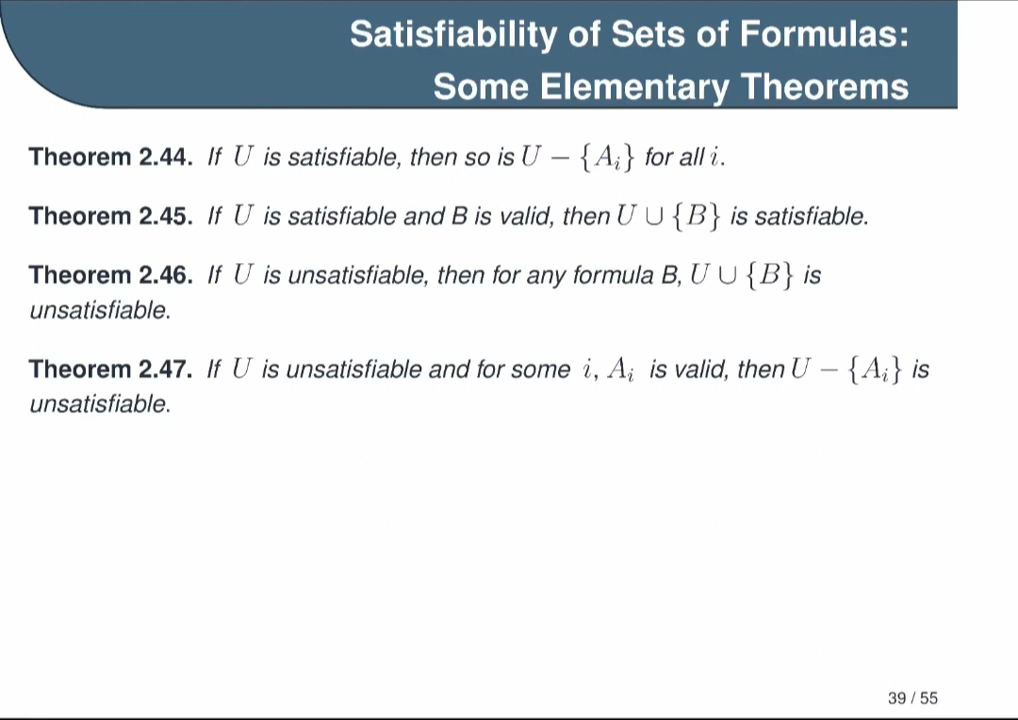 Satisfiability of Sets of Formulas:
Some Elementary Theorems
Theorem 2.44. If U is satisfiable, then so is U − {Aᵢ} for all i.
Theorem 2.45. If U is satisfiable and B is valid, then U ∪ {B} is satisfiable.
Theorem 2.46. If U is unsatisfiable, then for any formula B, U ∪ {B} is
unsatisfiable.
Theorem 2.47. If U is unsatisfiable and for some i, Aᵢ is valid, then U − {Aᵢ} is
unsatisfiable.
39 / 55